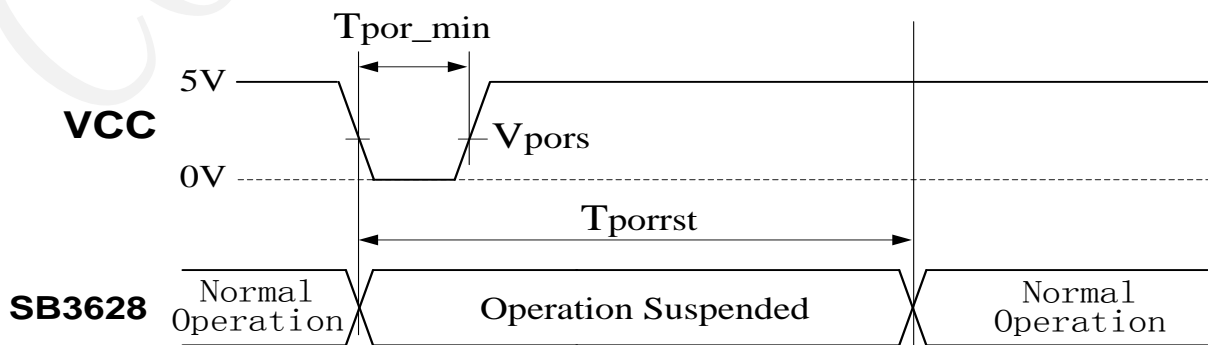 Tpor_min
5V
VCC
Vpors
0V
Tporrst
SB3628
Normal
Operation
Operation Suspended
Normal
Operation